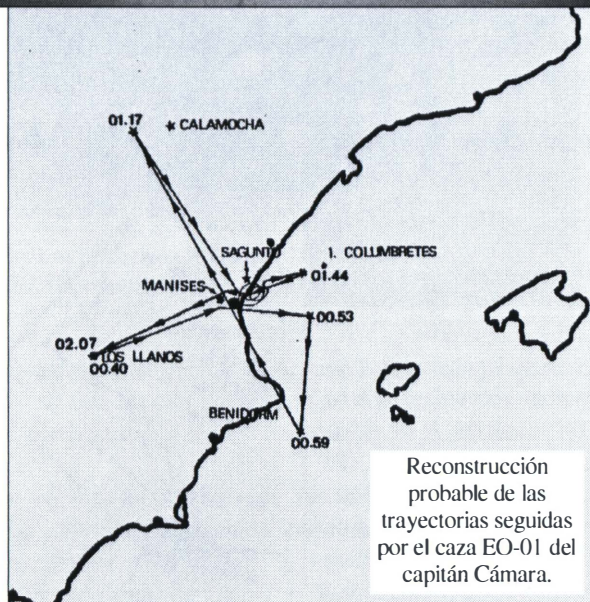 01.17
CALAMOCHA
SAGUNTO
I. COLUMBRETES
01.44
MANISES
00.53
02.07
LOS LLANOS
00.40
BENIDORM
00.59
Reconstrucción
probable de las
trayectorias seguidas
por el caza EO-01 del
capitán Cámara.